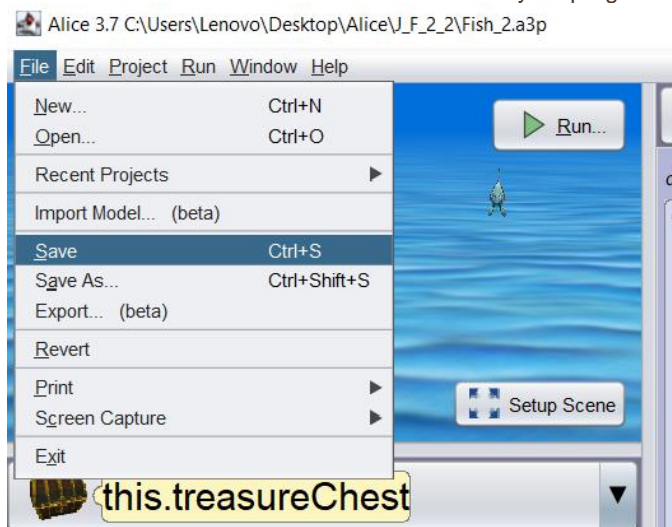 Alice 3.7 C:\Users\Lenovo\Desktop\Alice\J_F_2_2\Fish_2.a3p
File Edit Project Run Window Help
New... Ctrl+N
Open... Ctrl+O
Recent Projects
Import Model... (beta)
Save Ctrl+S
Save As... Ctrl+Shift+S
Export... (beta)
Revert
Print
Screen Capture
Exit
Run...
Setup Scene
this.treasureChest